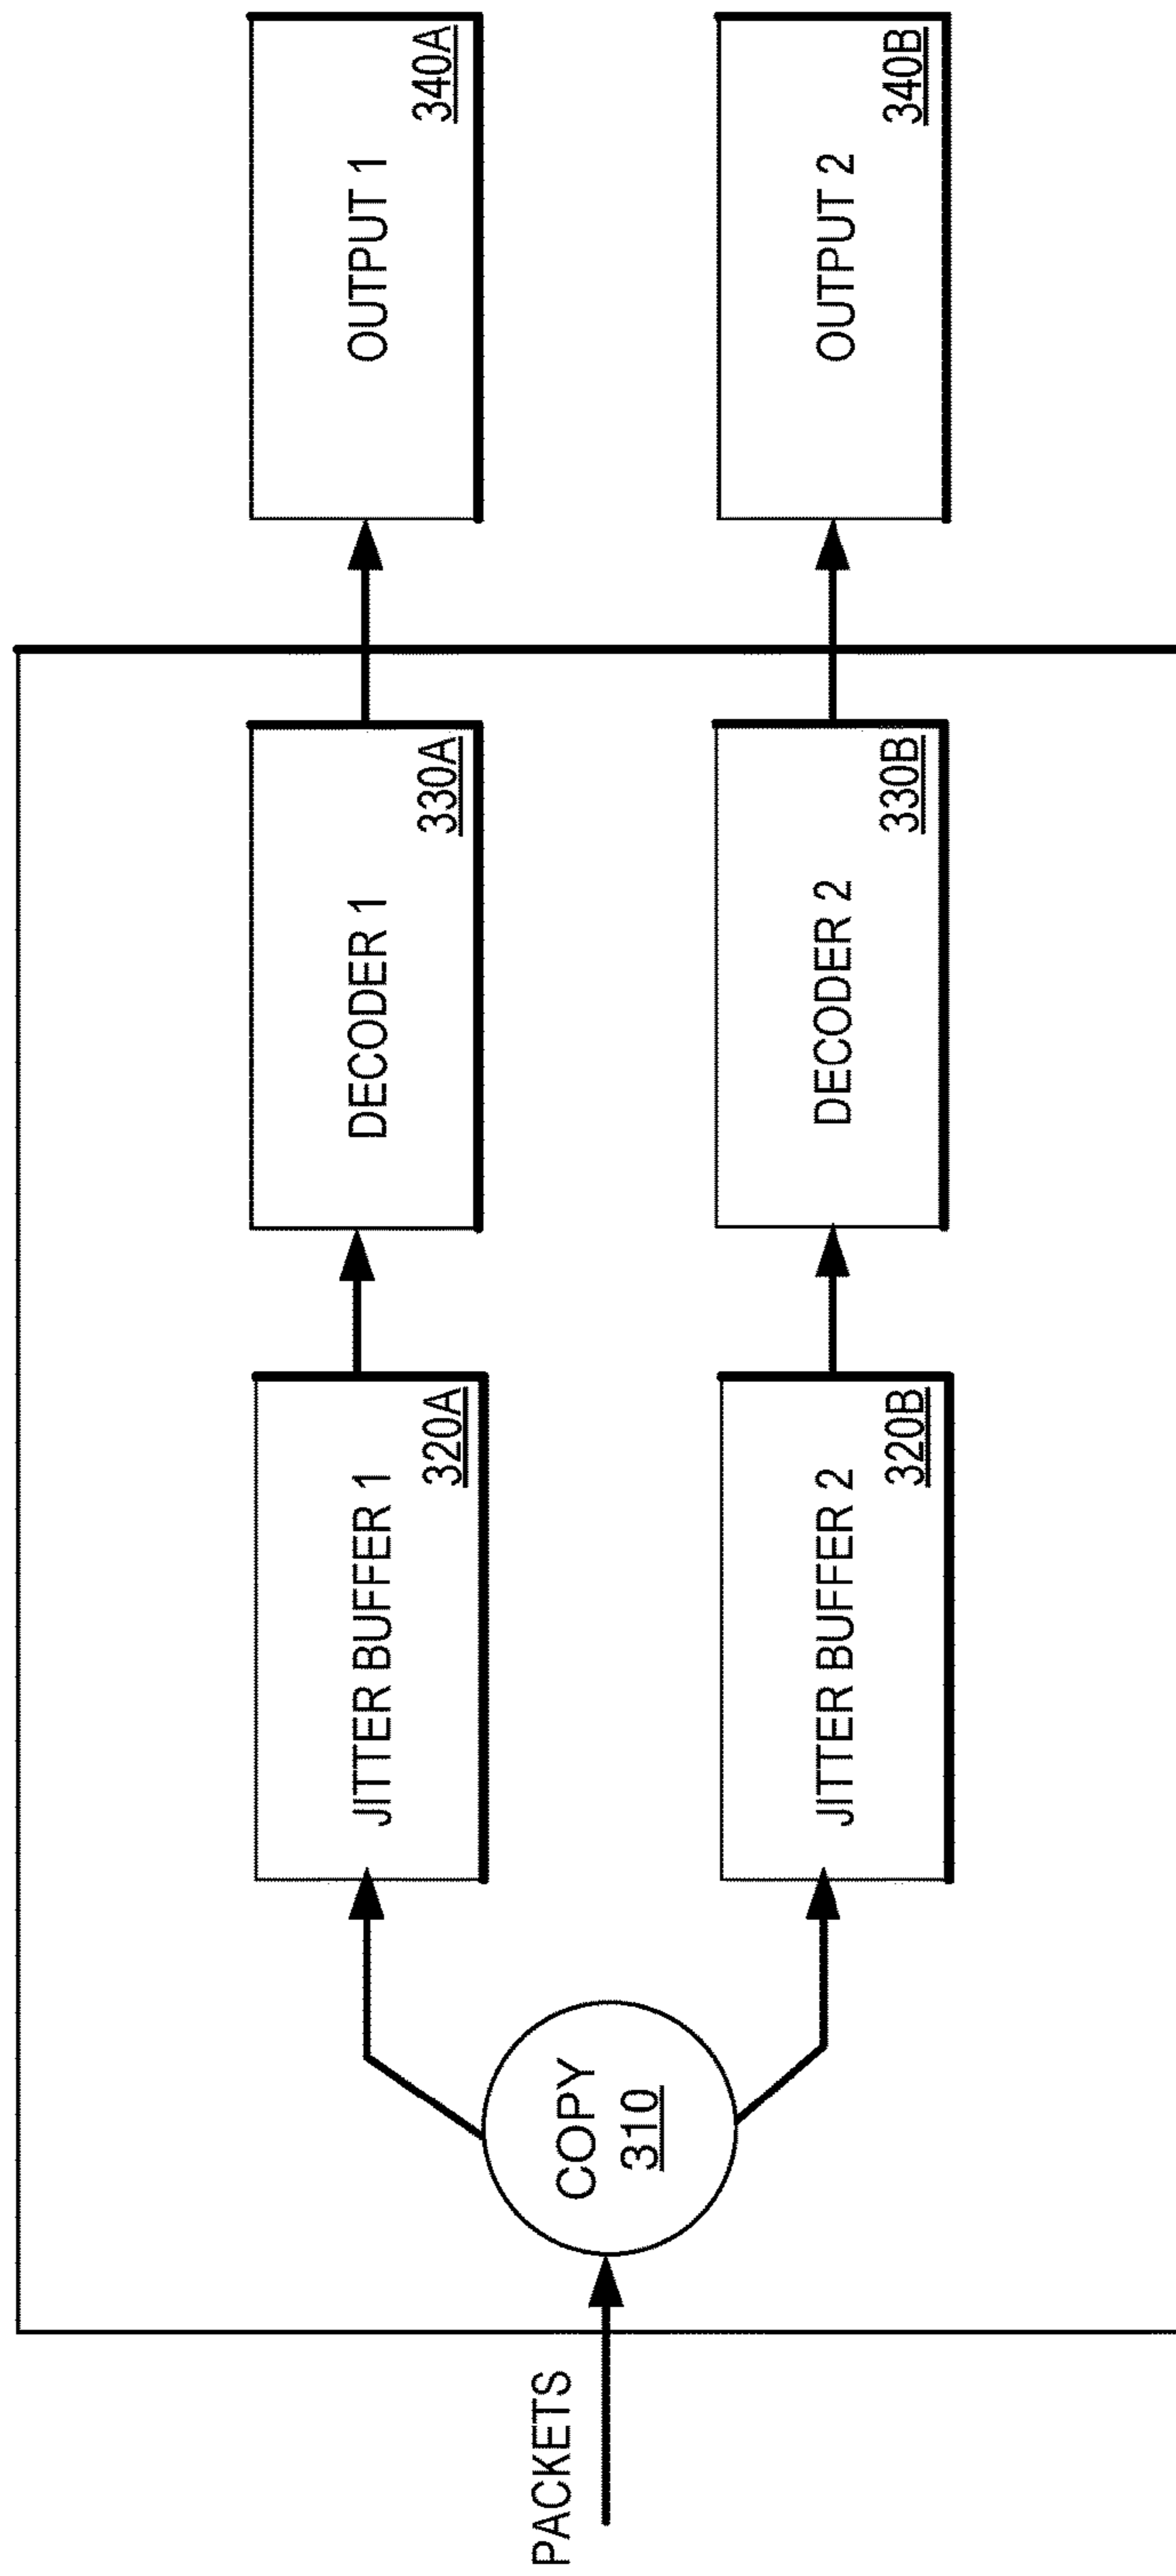 PACKETS
COPY
310
JITTER BUFFER 1
320A
DECODER 1
330A
OUTPUT 1
340A
JITTER BUFFER 2
320B
DECODER 2
330B
OUTPUT 2
340B